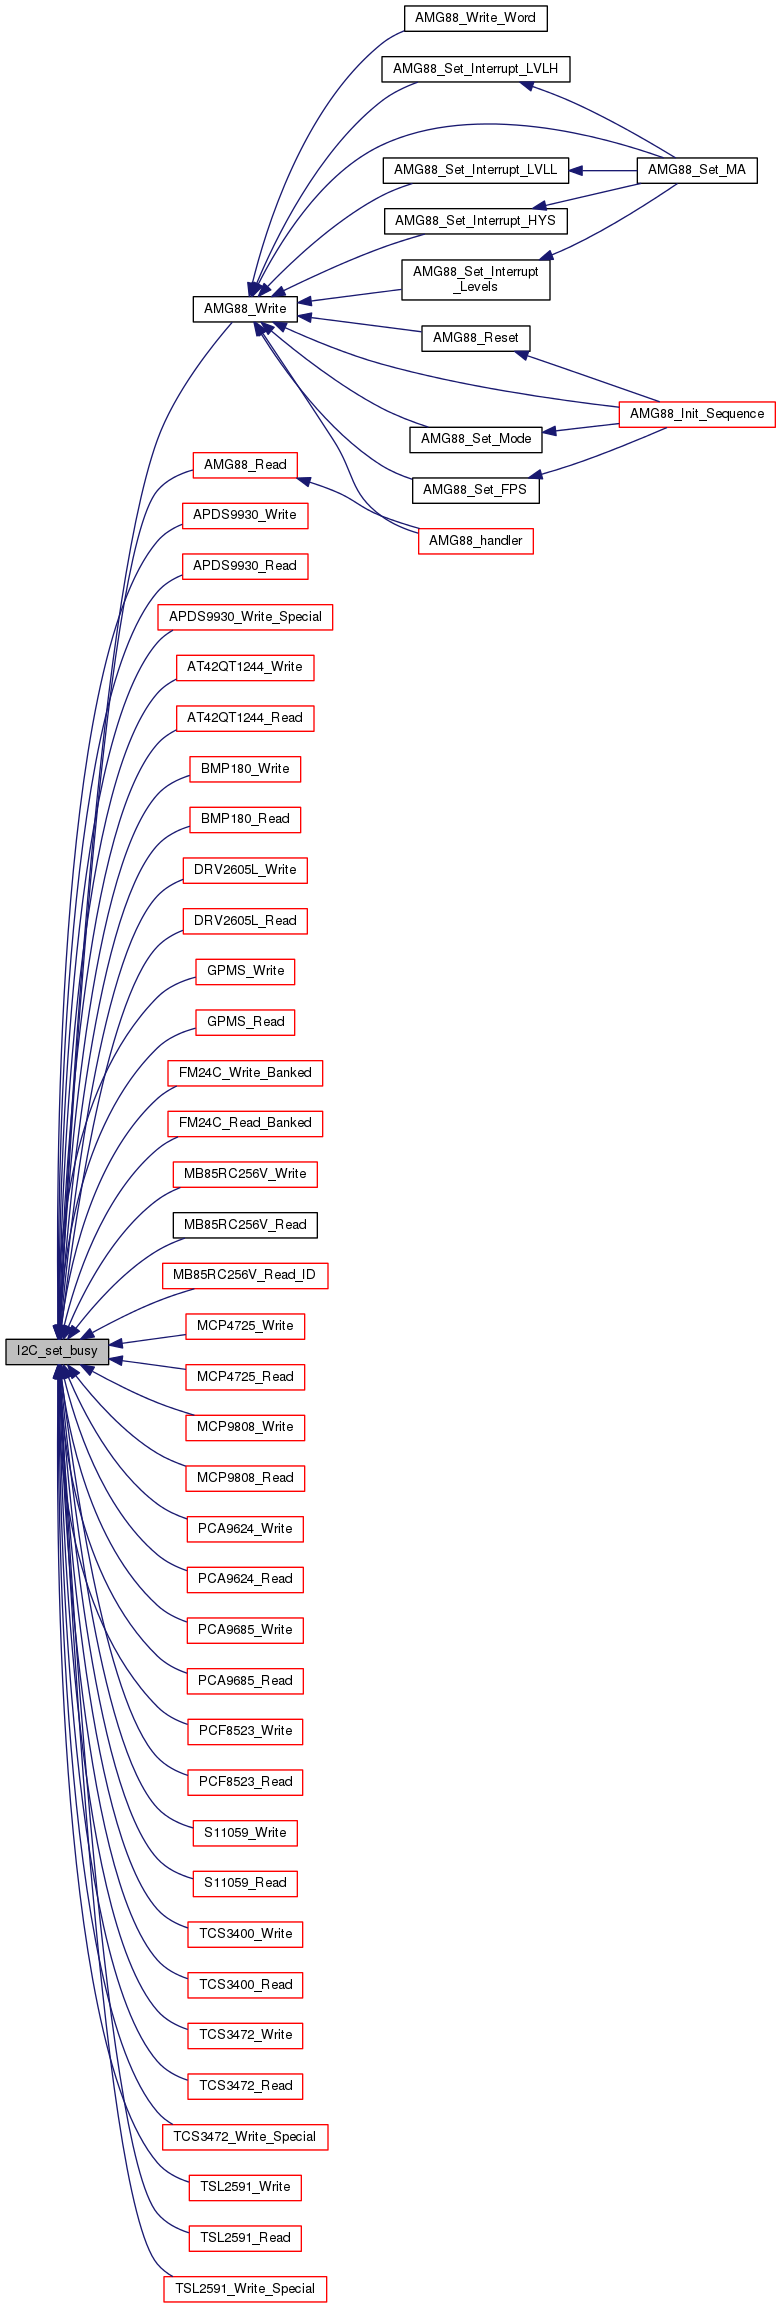 AMG88_Write_Word
AMG88_Set_Interrupt_LVLH
AMG88_Set_Interrupt_LVLL
AMG88_Set_MA
AMG88_Set_Interrupt_HYS
AMG88_Set_Interrupt
_Levels
AMG88_Write
AMG88_Reset
AMG88_Init_Sequence
AMG88_Set_Mode
AMG88_Read
AMG88_Set_FPS
APDS9930_Write
AMG88_handler
APDS9930_Read
APDS9930_Write_Special
AT42QT1244_Write
AT42QT1244_Read
BMP180_Write
BMP180_Read
DRV2605L_Write
DRV2605L_Read
GPMS_Write
GPMS_Read
FM24C_Write_Banked
FM24C_Read_Banked
MB85RC256V_Write
MB85RC256V_Read
MB85RC256V_Read_ID
MCP4725_Write
I2C_set_busy
MCP4725_Read
MCP9808_Write
MCP9808_Read
PCA9624_Write
PCA9624_Read
PCA9685_Write
PCA9685_Read
PCF8523_Write
PCF8523_Read
S11059_Write
S11059_Read
TCS3400_Write
TCS3400_Read
TCS3472_Write
TCS3472_Read
TCS3472_Write_Special
TSL2591_Write
TSL2591_Read
TSL2591_Write_Special